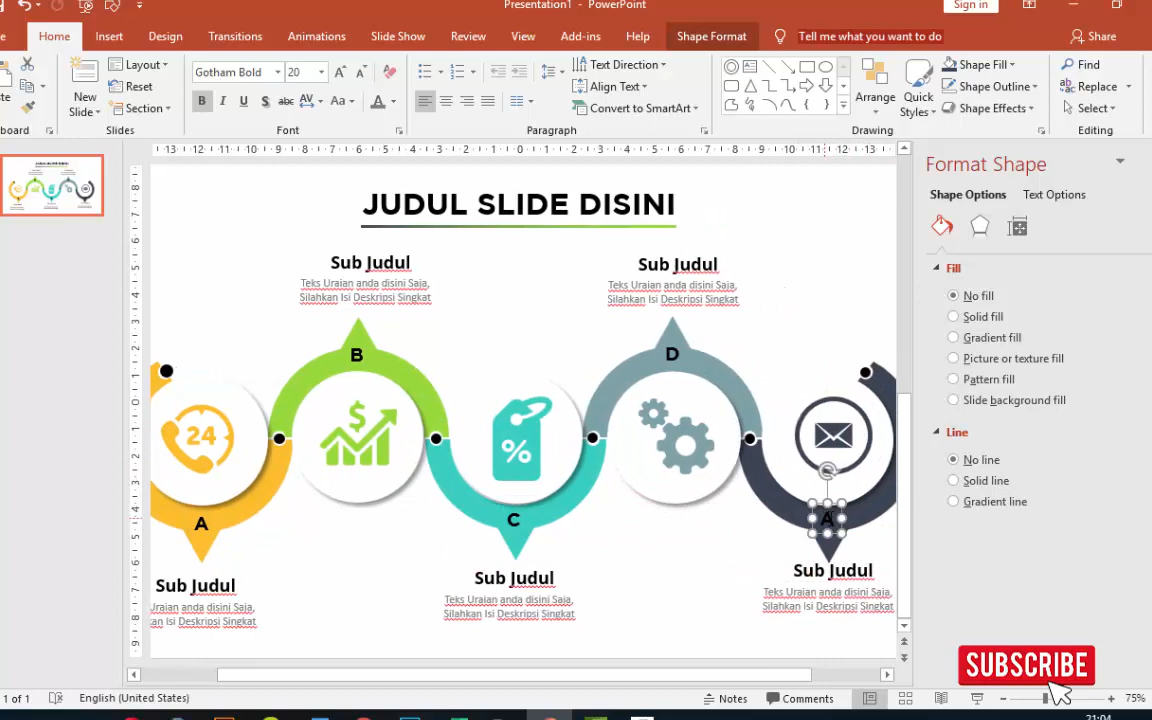 Presentation1 - PowerPoint
Sign in
Home
Insert
Design
Transitions
Animations
Slide Show
Review
View
Add-ins
Help
Shape Format
Tell me what you want to do
Share
New
Slide
Layout
Reset
Section
Gotham Bold
20
Text Direction
Align Text
Convert to SmartArt
Arrange
Quick
Styles
Shape Fill
Shape Outline
Shape Effects
Find
Replace
Select
Slides
Font
Paragraph
Drawing
Editing
Format Shape
Shape Options
Text Options
Fill
No fill
Solid fill
Gradient fill
Picture or texture fill
Pattern fill
Slide background fill
Line
No line
Solid line
Gradient line
JUDUL SLIDE DISINI
Sub Judul
Teks Uraian anda disini Saja,
Silahkan Isi Deskripsi Singkat
Sub Judul
Teks Uraian anda disini Saja,
Silahkan Isi Deskripsi Singkat
B
D
24
$
%
A
C
A
Sub Judul
Uraian anda disini Saja,
Isi Deskripsi Singkat
Sub Judul
Teks Uraian anda disini Saja,
Silahkan Isi Deskripsi Singkat
Sub Judul
Teks Uraian anda disini Saja,
Silahkan Isi Deskripsi Singkat
SUBSCRIBE
1 of 1
English (United States)
Notes
Comments
75%
21:04